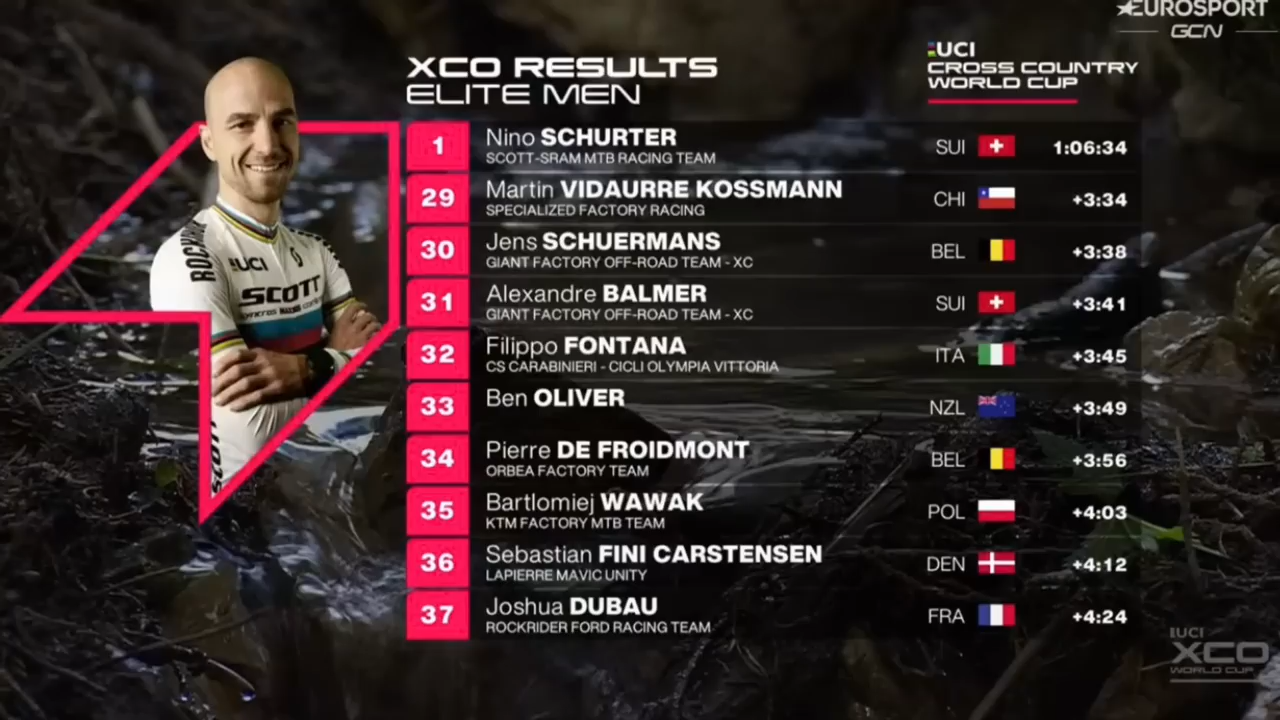 EUROSPORT
GCN
XCO RESULTS
ELITE MEN
UCI
CROSS COUNTRY
WORLD CUP
1 Nino SCHURTER SUI 1:06:34
SCOTT-SRAM MTB RACING TEAM
29 Martin VIDAURRE KOSSMANN CHI +3:34
SPECIALIZED FACTORY RACING
30 Jens SCHUERMANS BEL +3:38
GIANT FACTORY OFF-ROAD TEAM - XC
31 Alexandre BALMER SUI +3:41
GIANT FACTORY OFF-ROAD TEAM - XC
32 Filippo FONTANA ITA +3:45
CS CARABINIERI - CICLI OLYMPIA VITTORIA
33 Ben OLIVER NZL +3:49
34 Pierre DE FROIDMONT BEL +3:56
ORBEA FACTORY TEAM
35 Bartlomiej WAWAK POL +4:03
KTM FACTORY MTB TEAM
36 Sebastian FINI CARSTENSEN DEN +4:12
LAPIERRE MAVIC UNITY
37 Joshua DUBAU FRA +4:24
ROCKRIDER FORD RACING TEAM
UCI
SCOTT
SCOTT
UCI
XCO
WORLD CUP